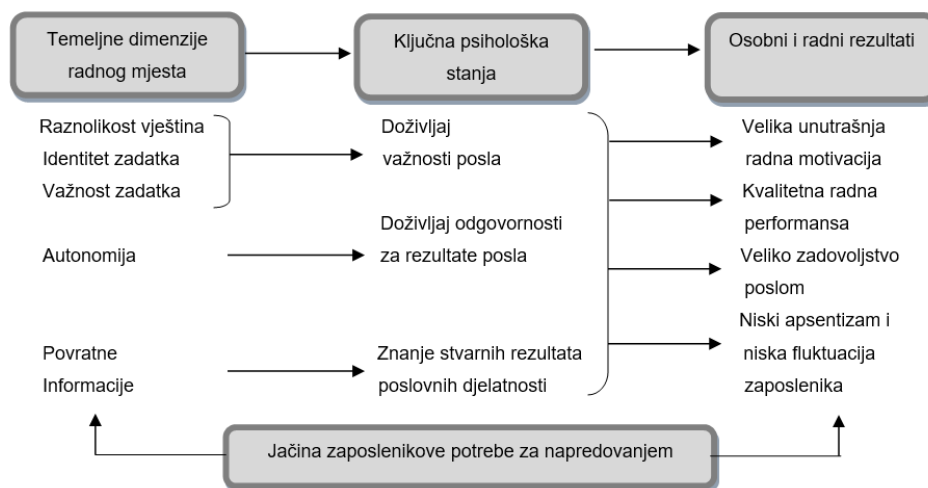 Temeljne dimenzije
radnog mjesta
Ključna psihološka
stanja
Osobni i radni rezultati
Raznolikost vještina
Identitet zadatka
Važnost zadatka
Autonomija
Povratne
Informacije
Doživljaj
važnosti posla
Doživljaj odgovornosti
za rezultate posla
Znanje stvarnih rezultata
poslovnih djelatnosti
Velika unutrašnja
radna motivacija
Kvalitetna radna
performansa
Veliko zadovoljstvo
poslom
Niski apsentizam i
niska fluktuacija
zaposlenika
Jačina zaposlenikove potrebe za napredovanjem